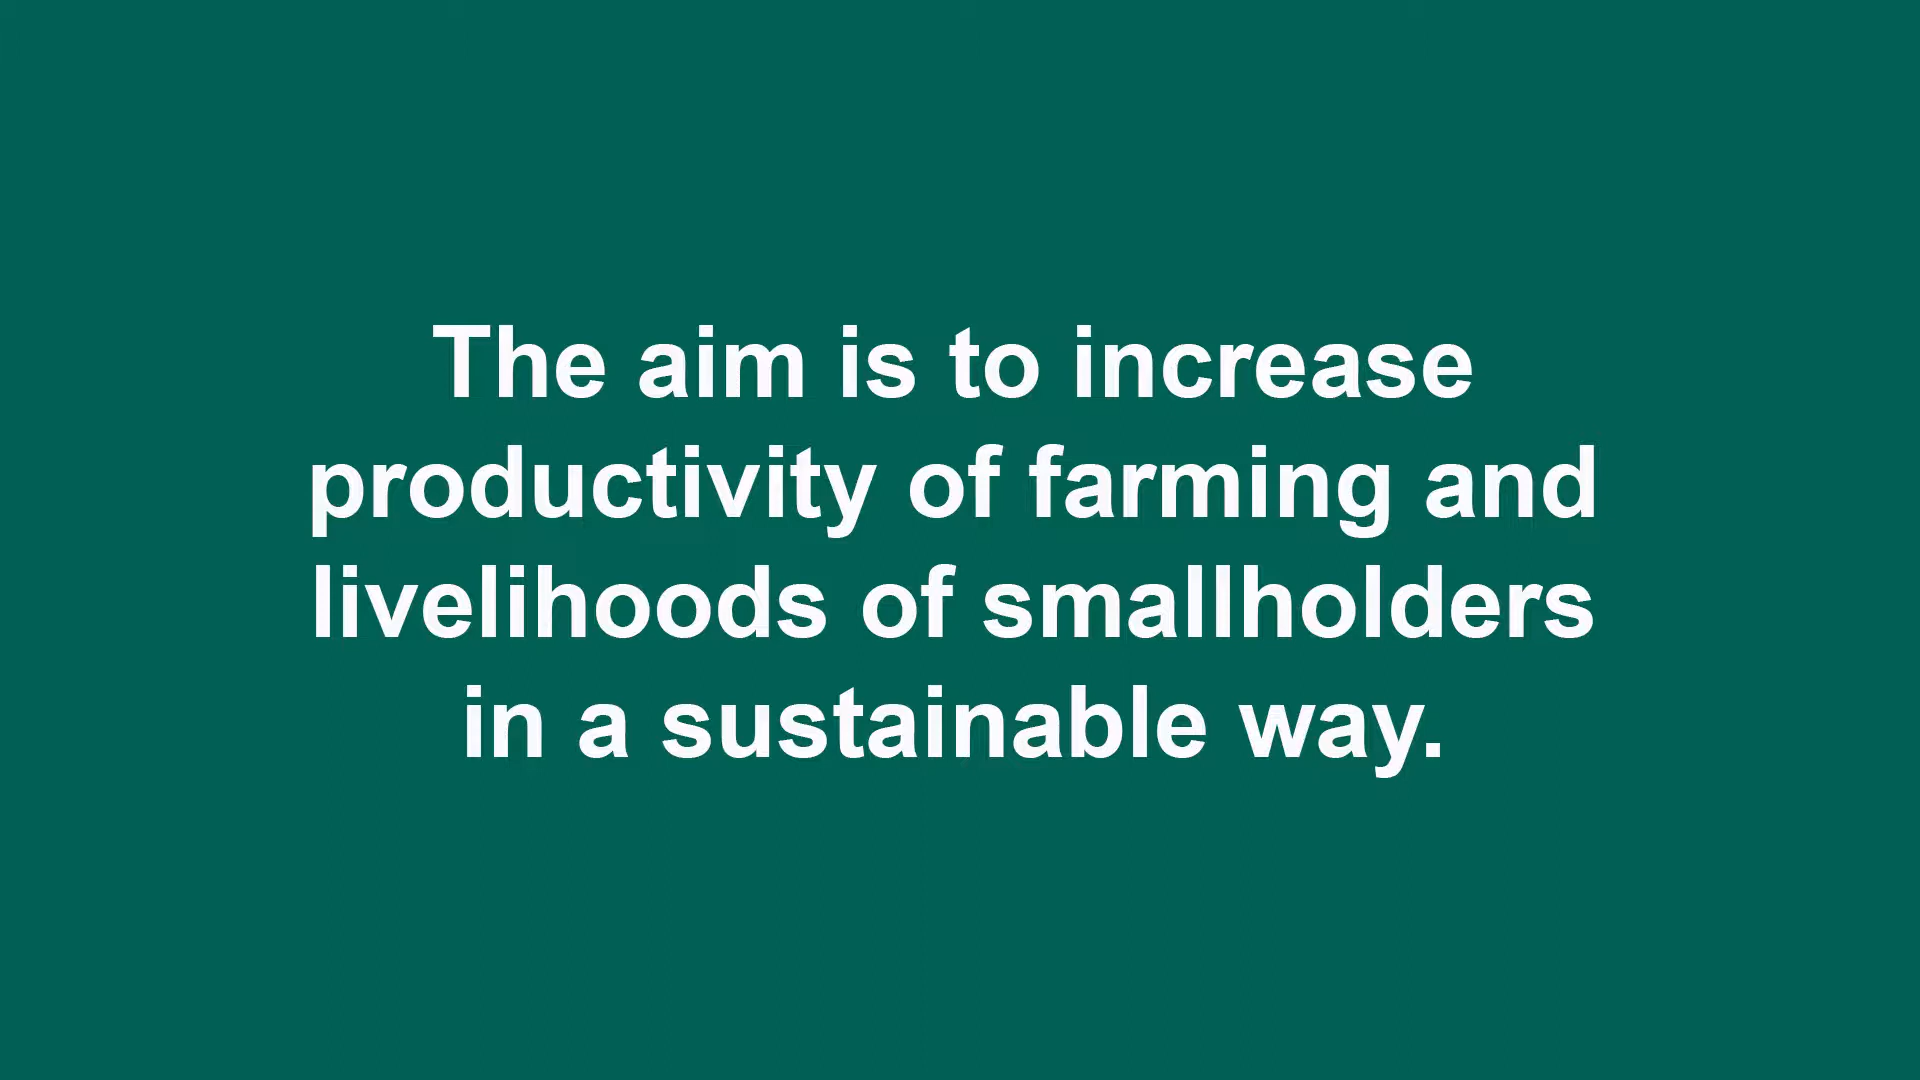 The aim is to increase
productivity of farming and
livelihoods of smallholders
in a sustainable way.